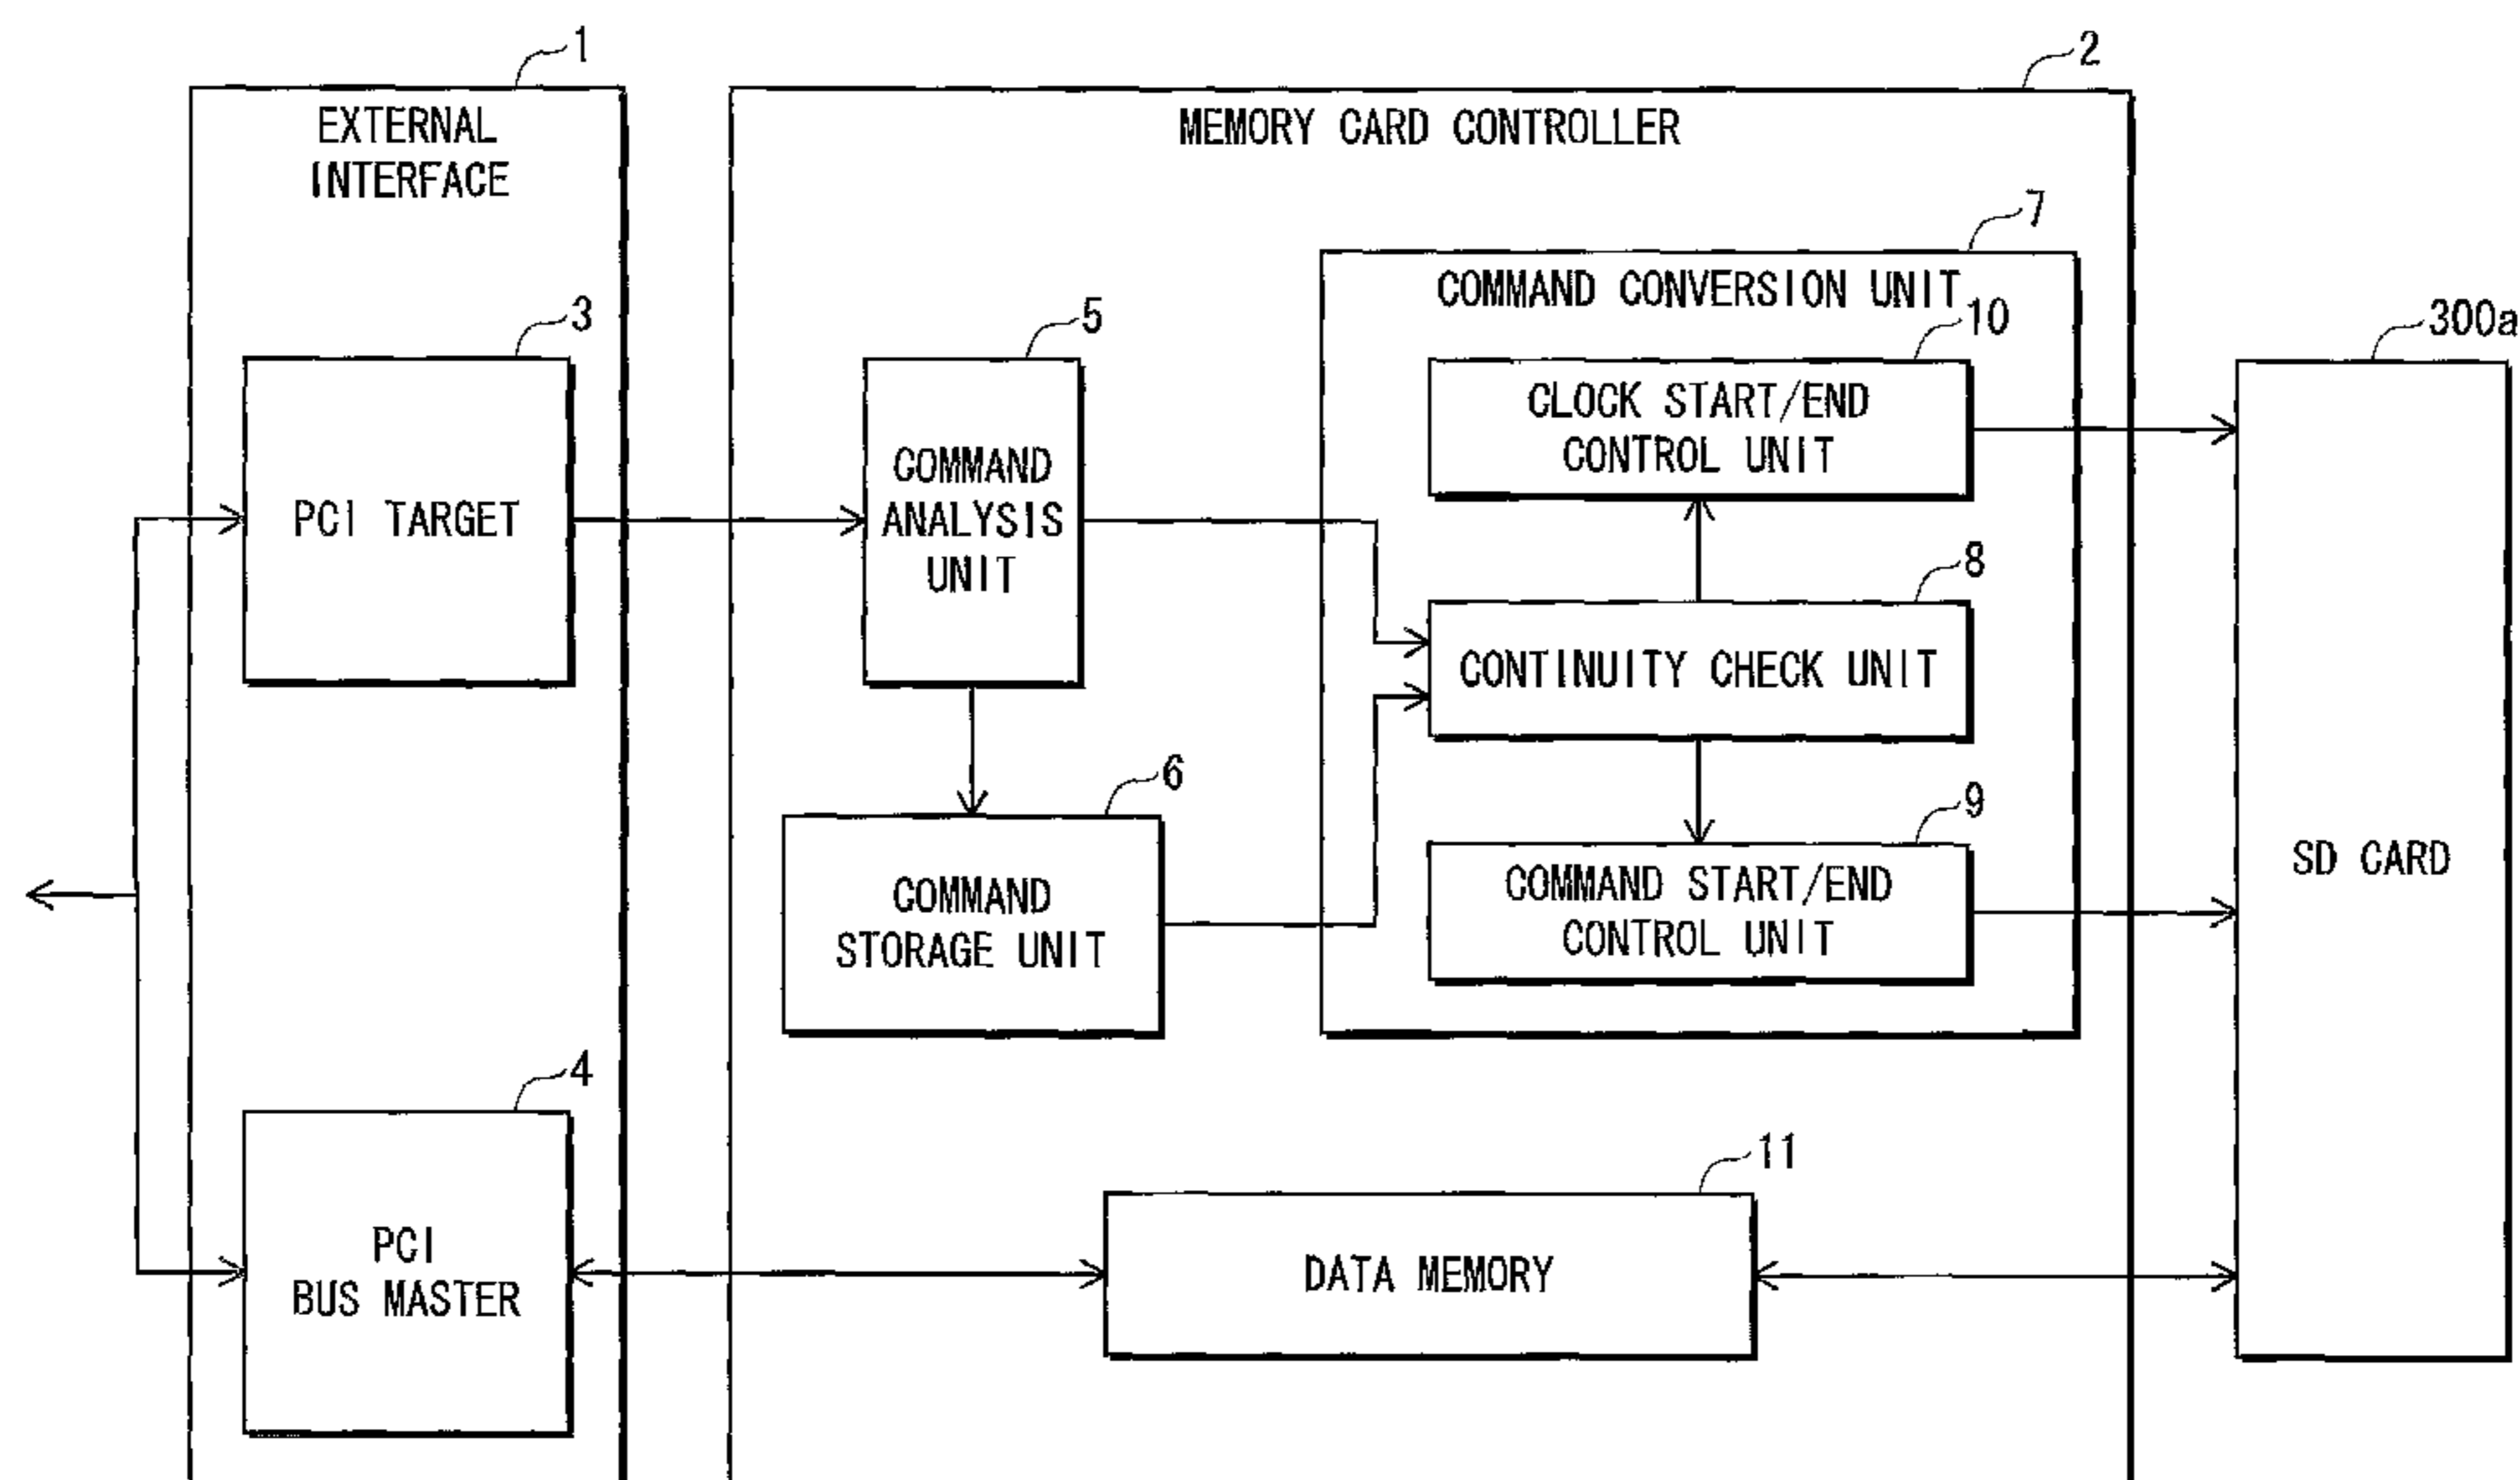 1
2
EXTERNAL
INTERFACE
MEMORY CARD CONTROLLER
7
COMMAND CONVERSION UNIT
3
5
10
300a
CLOCK START/END
CONTROL UNIT
COMMAND
ANALYSIS
UNIT
PCI TARGET
8
CONTINUITY CHECK UNIT
6
9
COMMAND
STORAGE UNIT
COMMAND START/END
CONTROL UNIT
SD CARD
4
11
PCI
BUS MASTER
DATA MEMORY